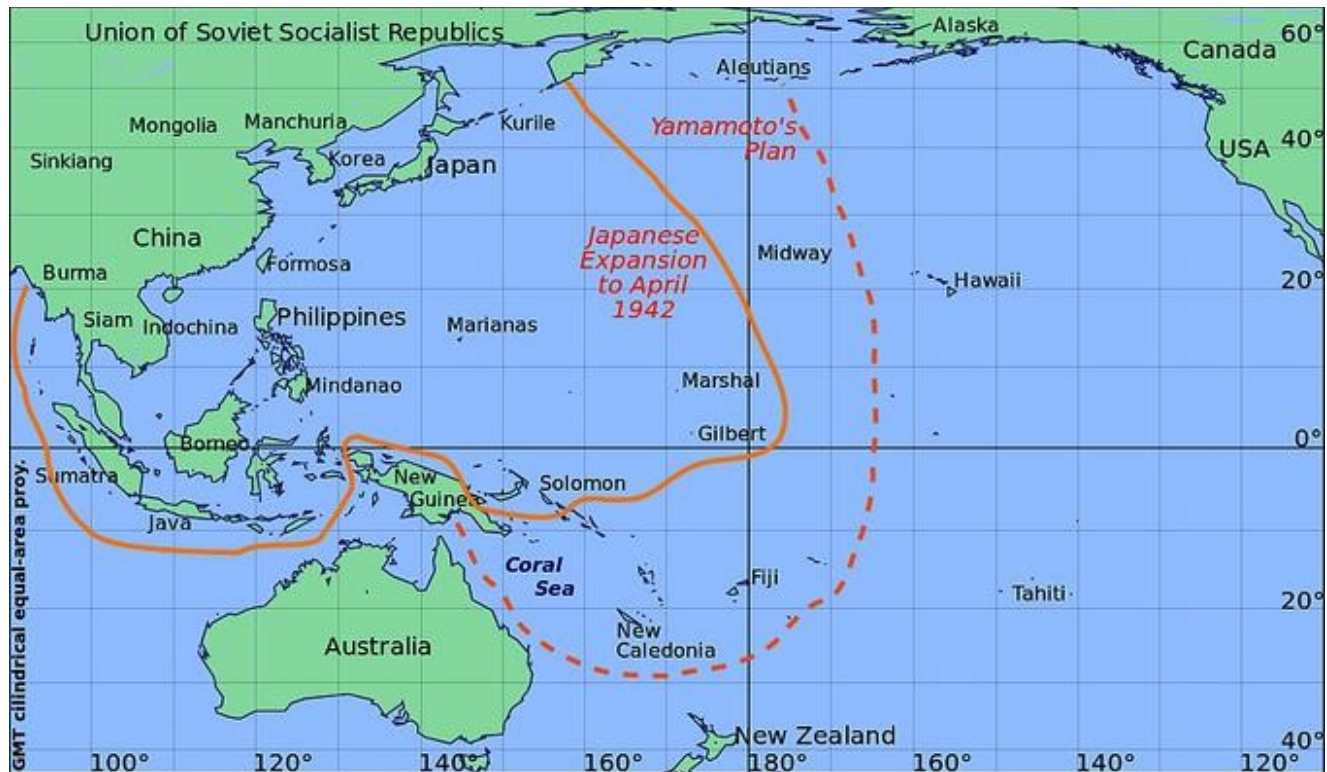 Union of Soviet Socialist Republics
Alaska
60°
Canada
Aleutians
Mongolia
Manchuria
Kurile
Yamamoto's
Plan
40°
Sinkiang
Korea
Japan
USA
China
Japanese
Expansion
to April
1942
Midway
Formosa
Burma
Hawaii
20°
Siam
Indochina
Philippines
Marianas
Mindanao
Marshal
Borneo
Gilbert
0°
Sumatra
New
Guinea
Solomon
Java
Coral
Sea
Fiji
Tahiti
20°
New
Caledonia
Australia
New Zealand
40°
100°
120°
140°
160°
180°
160°
140°
120°
GMT cilindrical equal-area proy.